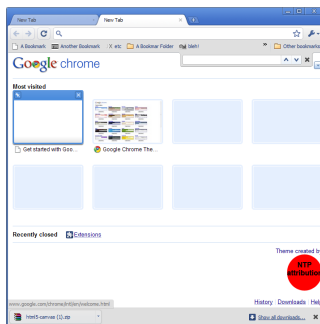 New Tab
New Tab
A Bookmark
Another Bookmark
X etc
A Bookmar Folder
bleh!
»
Other bookmarks
Google chrome
Most visited
Get started with Goo...
Google Chrome The...
Recently closed
Extensions
Theme created by
NTP
attribution
www.google.com/chrome/intl/en/welcome.html
History
Downloads
Help
html5-canvas (1).zip
Show all downloads...